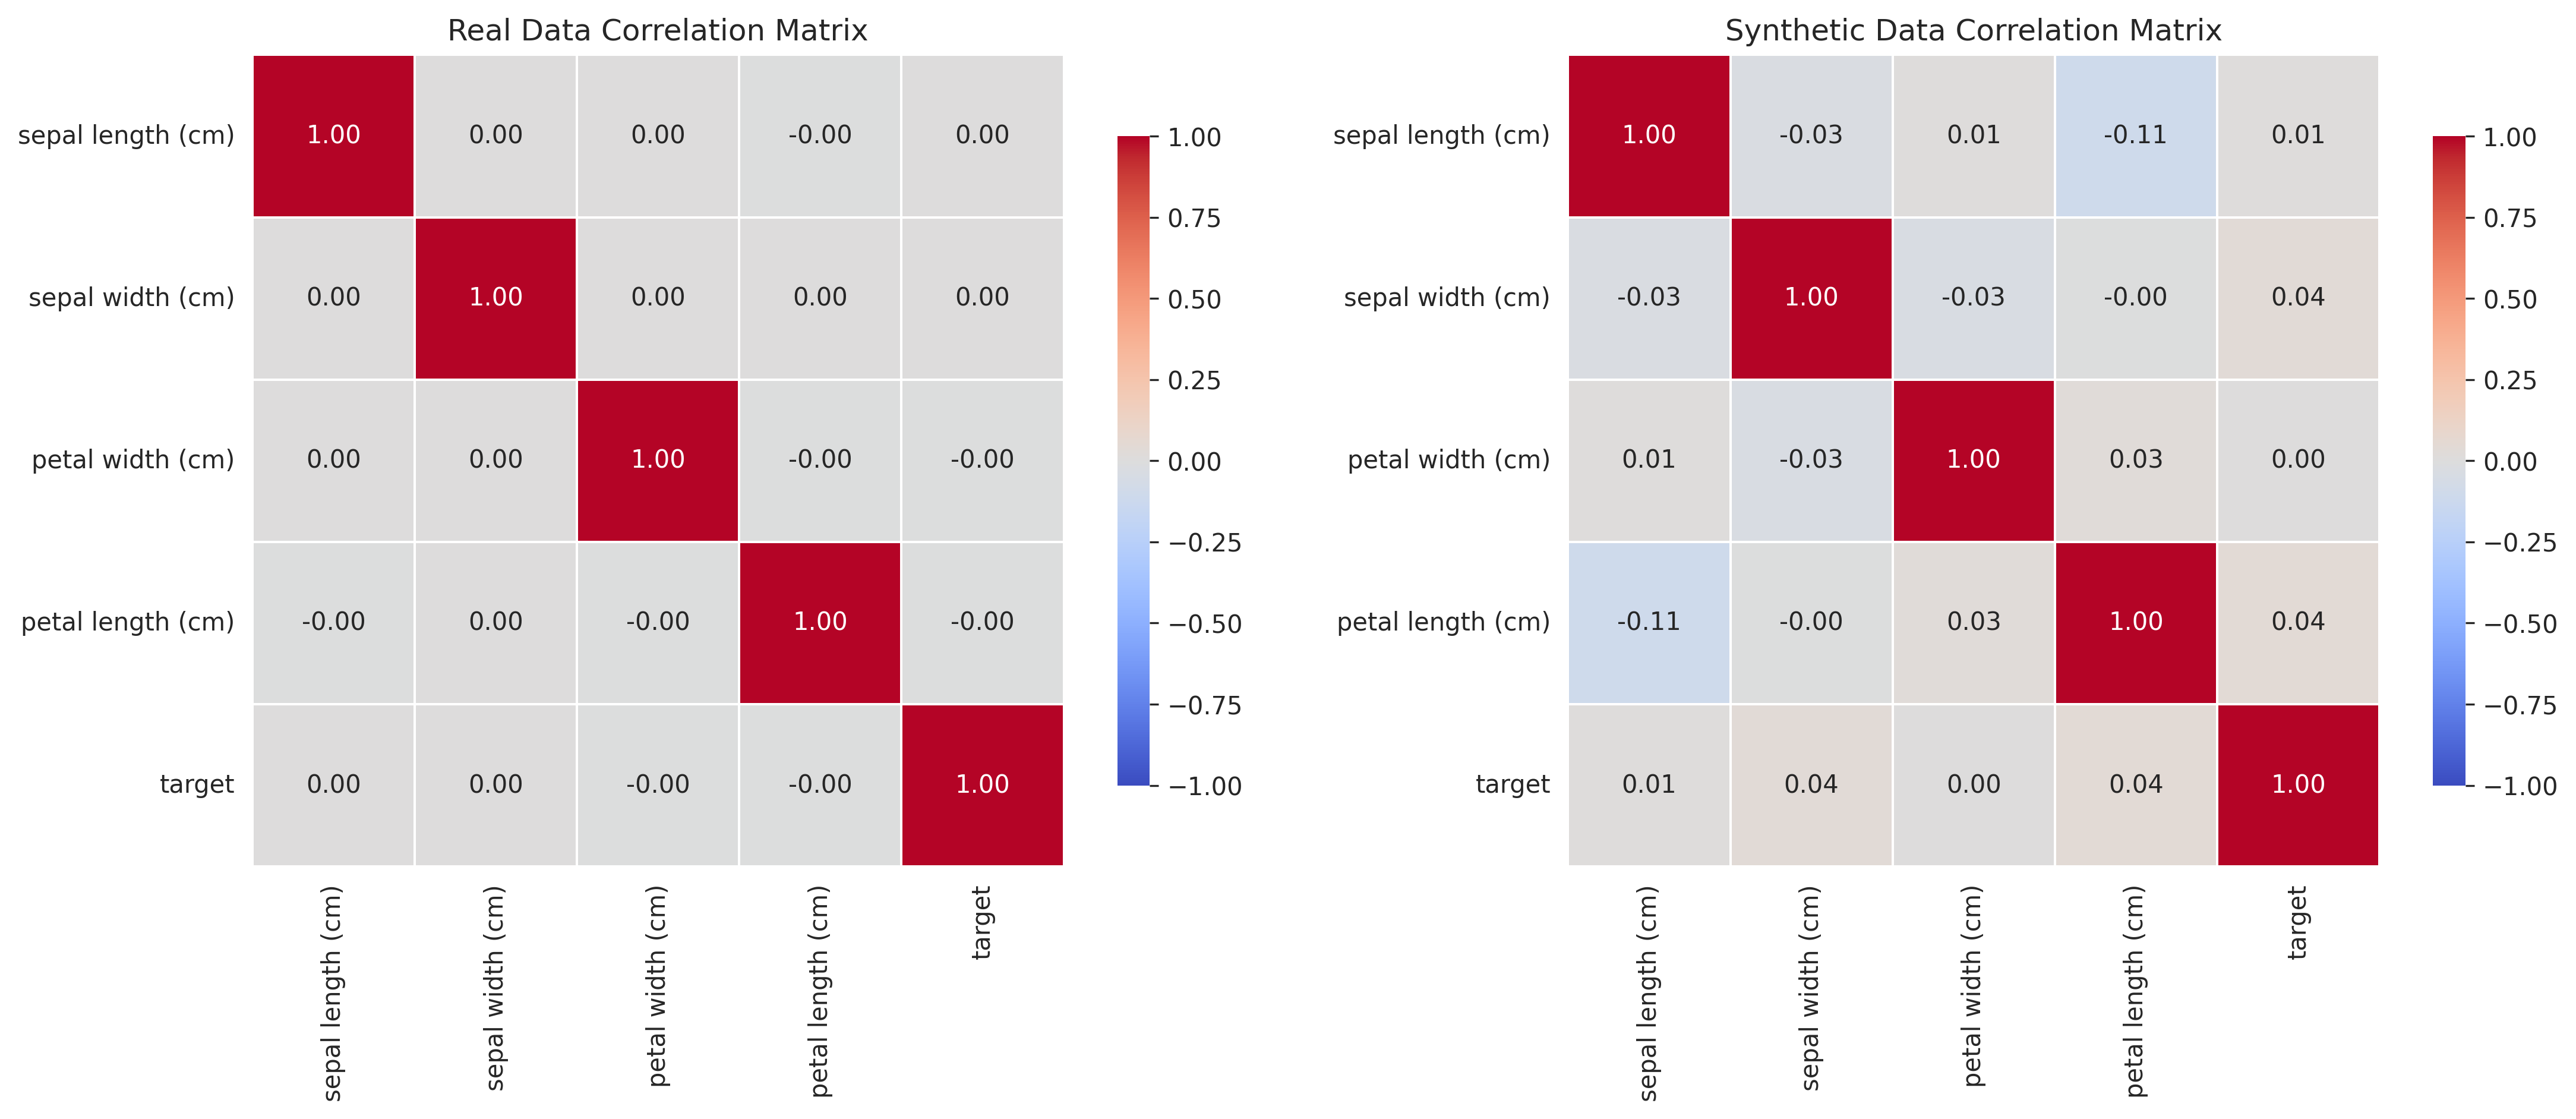 Real Data Correlation Matrix
sepal length (cm) 1.00 0.00 0.00 -0.00 0.00
sepal width (cm) 0.00 1.00 0.00 0.00 0.00
petal width (cm) 0.00 0.00 1.00 -0.00 -0.00
petal length (cm) -0.00 0.00 -0.00 1.00 -0.00
target 0.00 0.00 -0.00 -0.00 1.00
sepal length (cm)
sepal width (cm)
petal width (cm)
petal length (cm)
target
1.00
0.75
0.50
0.25
0.00
−0.25
−0.50
−0.75
−1.00
Synthetic Data Correlation Matrix
sepal length (cm) 1.00 -0.03 0.01 -0.11 0.01
sepal width (cm) -0.03 1.00 -0.03 -0.00 0.04
petal width (cm) 0.01 -0.03 1.00 0.03 0.00
petal length (cm) -0.11 -0.00 0.03 1.00 0.04
target 0.01 0.04 0.00 0.04 1.00
sepal length (cm)
sepal width (cm)
petal width (cm)
petal length (cm)
target
1.00
0.75
0.50
0.25
0.00
−0.25
−0.50
−0.75
−1.00